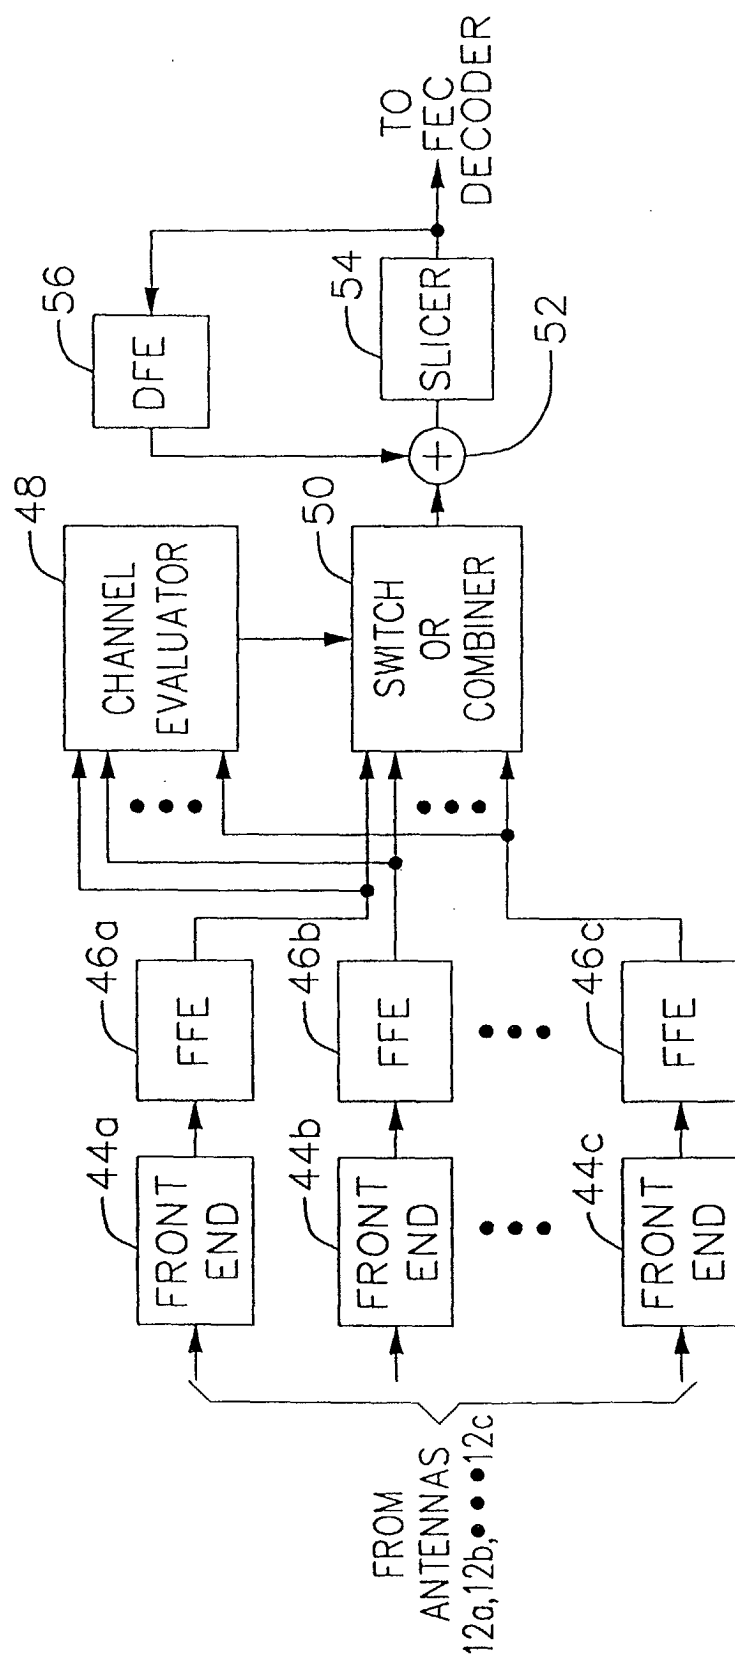 FROM
ANTENNAS
12a,12b,•••12c
44a
FRONT
END
46a
FFE
44b
FRONT
END
46b
FFE
•••
•••
44c
FRONT
END
46c
FFE
•••
•••
48
CHANNEL
EVALUATOR
50
SWITCH
OR
COMBINER
52
+
54
SLICER
56
DFE
TO
FEC
DECODER